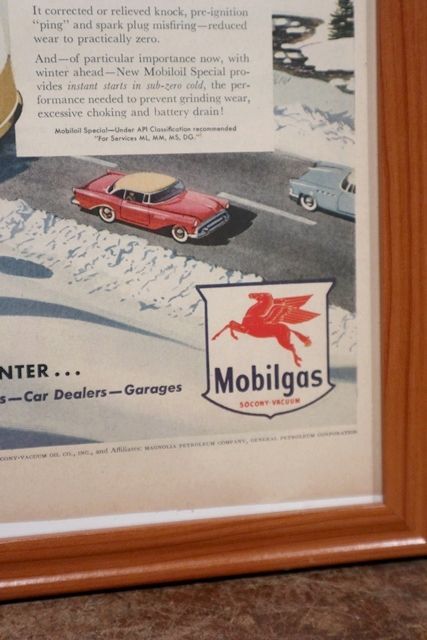 It corrected or relieved knock, pre-ignition
"ping" and spark plug misfiring—reduced
wear to practically zero.
And—of particular importance now, with
winter ahead—New Mobiloil Special pro-
vides instant starts in sub-zero cold, the per-
formance needed to prevent grinding wear,
excessive choking and battery drain!
Mobiloil Special—Under API Classification recommended
"For Services ML, MM, MS, DG."
NTER...
s—Car Dealers—Garages
Mobilgas
SOCONY-VACUUM
CONY-VACUUM OIL CO., INC., and Affiliates: MAGNOLIA PETROLEUM COMPANY, GENERAL PETROLEUM CORPORATION